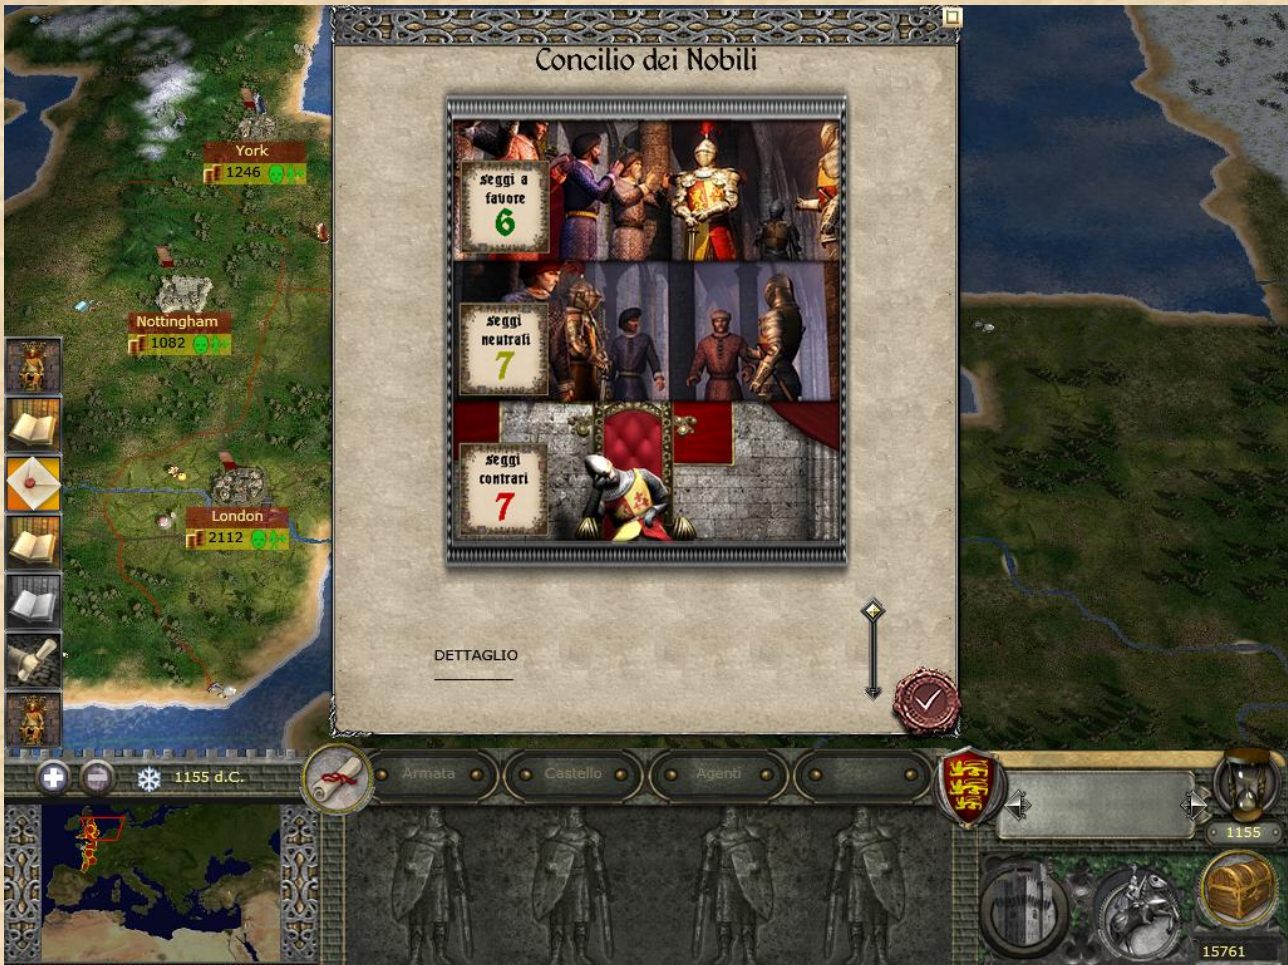 Concilio dei Nobili
York
1246
seggi a
favore
6
Nottingham
1082
seggi
neutrali
7
London
2112
seggi
contrari
7
DETTAGLIO
1155 d.C.
Armata
Castello
Agenti
1155
15761